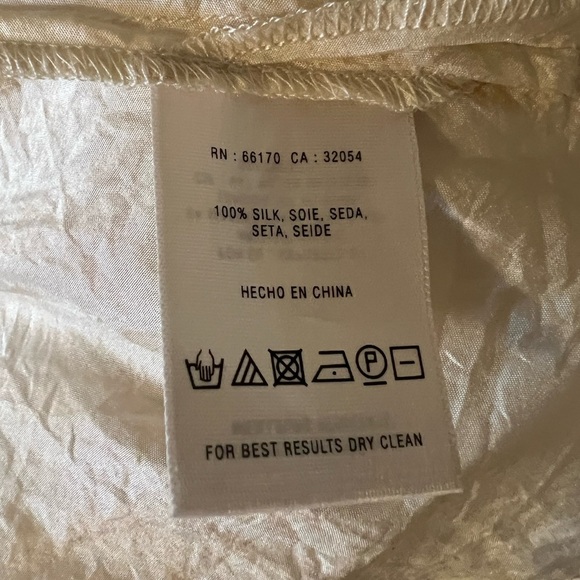 RN : 66170 CA : 32054
100% SILK, SOIE, SEDA,
SETA, SEIDE
HECHO EN CHINA
P
FOR BEST RESULTS DRY CLEAN